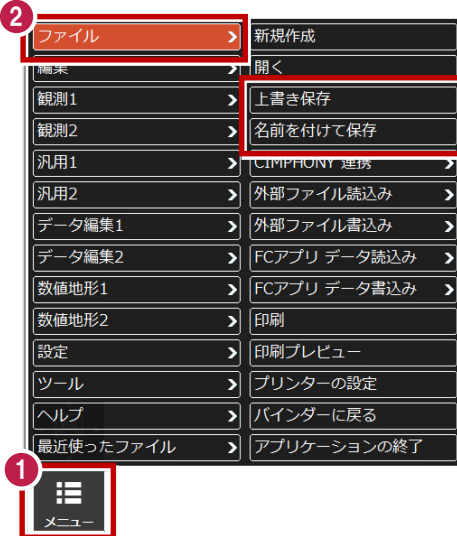 2
ファイル
編集
観測1
観測2
汎用1
汎用2
データ編集1
データ編集2
数値地形1
数値地形2
設定
ツール
ヘルプ
最近使ったファイル
新規作成
開く
上書き保存
名前を付けて保存
CIMPHONY 連携
外部ファイル読込み
外部ファイル書込み
FCアプリ データ読込み
FCアプリ データ書込み
印刷
印刷プレビュー
プリンターの設定
バインダーに戻る
アプリケーションの終了
1
メニュー